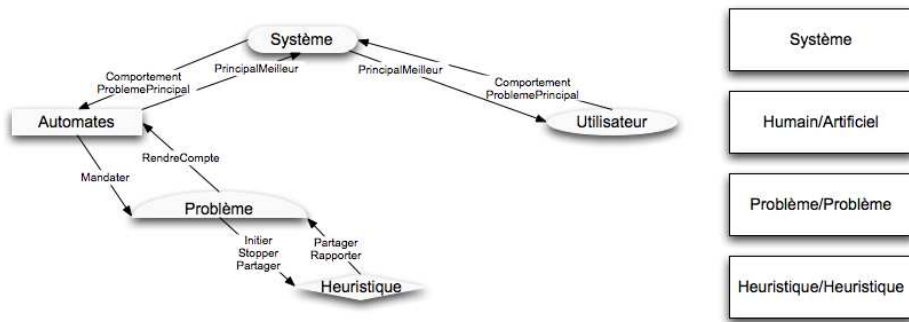 Système
Système
Comportement
ProblemePrincipal
PrincipalMeilleur
PrincipalMeilleur
Comportement
ProblemePrincipal
Automates
Utilisateur
Humain/Artificiel
Mandater
RendreCompte
Problème
Problème/Problème
Initier
Stopper
Partager
Partager
Rapporter
Heuristique
Heuristique/Heuristique